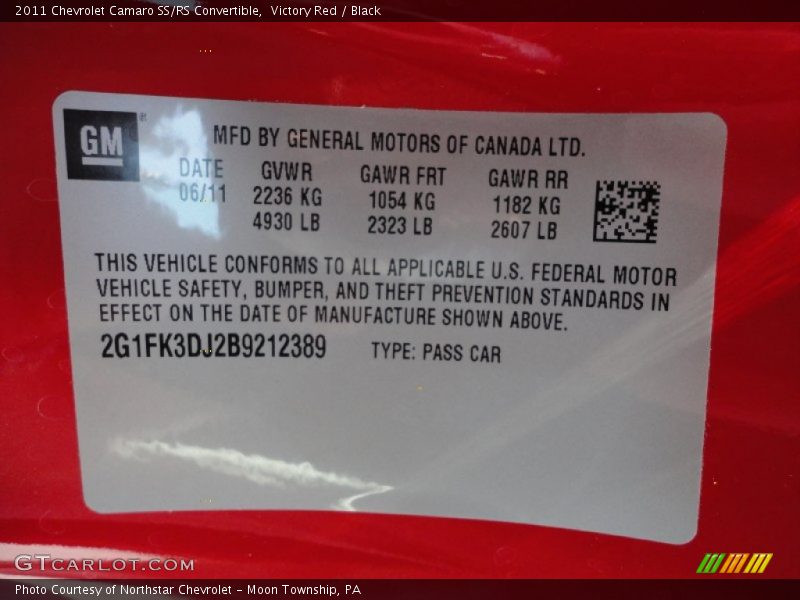 2011 Chevrolet Camaro SS/RS Convertible,  Victory Red / Black
GM
®
MFD BY GENERAL MOTORS OF CANADA LTD.
DATE GVWR GAWR FRT GAWR RR
06/11 2236 KG 1054 KG 1182 KG
4930 LB 2323 LB 2607 LB
THIS VEHICLE CONFORMS TO ALL APPLICABLE U.S. FEDERAL MOTOR
VEHICLE SAFETY, BUMPER, AND THEFT PREVENTION STANDARDS IN
EFFECT ON THE DATE OF MANUFACTURE SHOWN ABOVE.
2G1FK3DJ2B9212389 TYPE: PASS CAR
GTCARLOT.COM
Photo Courtesy of Northstar Chevrolet - Moon Township, PA